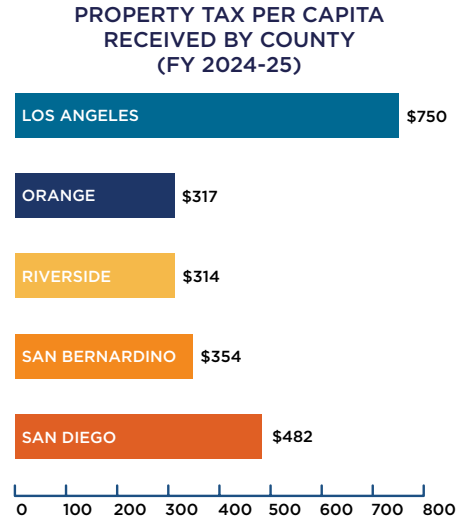 PROPERTY TAX PER CAPITA
RECEIVED BY COUNTY
(FY 2024-25)
LOS ANGELES $750
ORANGE $317
RIVERSIDE $314
SAN BERNARDINO $354
SAN DIEGO $482
0 100 200 300 400 500 600 700 800